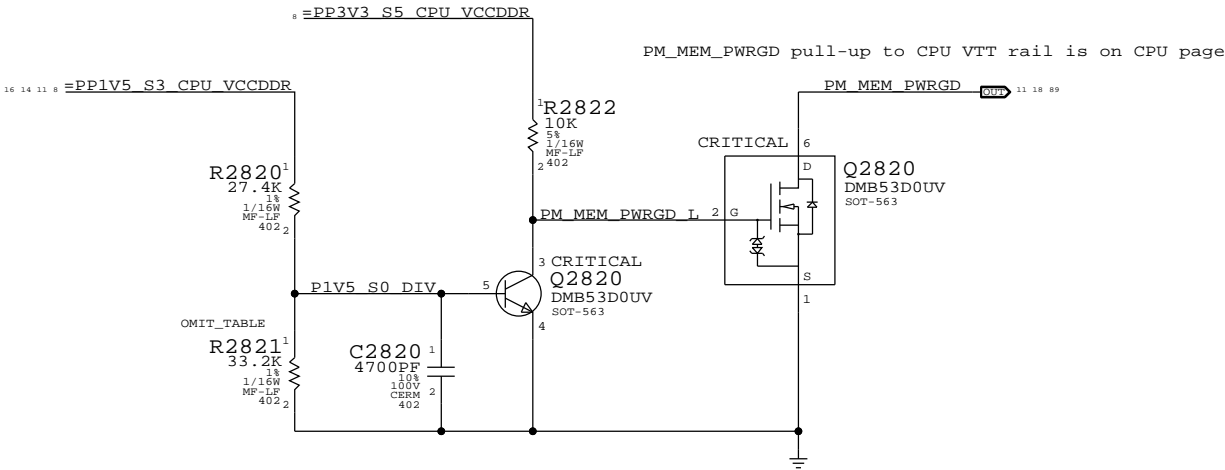 8 =PP3V3_S5_CPU_VCCDDR
PM_MEM_PWRGD pull-up to CPU VTT rail is on CPU page
16 14 11 8 =PP1V5_S3_CPU_VCCDDR
PM_MEM_PWRGD OUT 11 18 89
1
R2822
10K
5%
1/16W
MF-LF
402
2
CRITICAL 6
D
Q2820
DMB53D0UV
SOT-563
R2820 1
27.4K
1%
1/16W
MF-LF
402 2
PM_MEM_PWRGD_L 2 G
3 CRITICAL
Q2820
DMB53D0UV
SOT-563
S
1
P1V5_S0_DIV 5
4
OMIT_TABLE
R2821 1
33.2K
1%
1/16W
MF-LF
402 2
C2820 1
4700PF
10%
100V
CERM
402
2